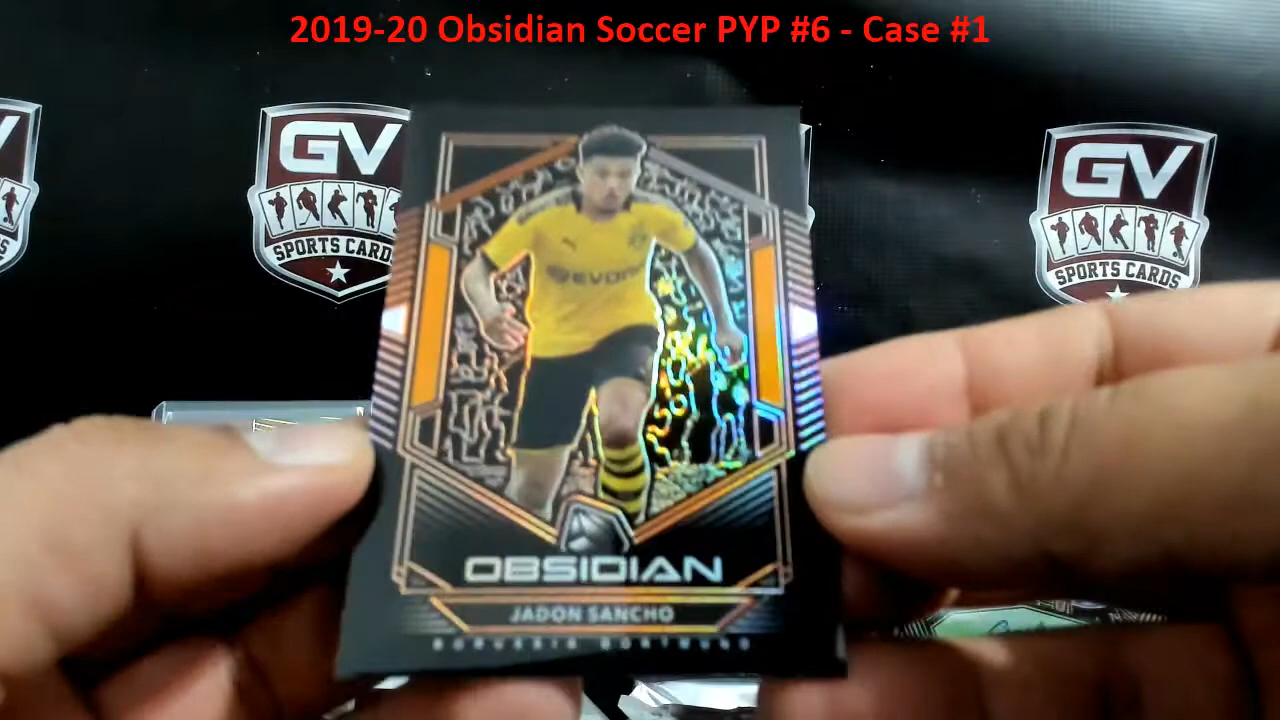 2019-20 Obsidian Soccer PYP #6 - Case #1
GV
SPORTS CARDS
GV
SPORTS CARDS
EVONIK
OBSIDIAN
JADON SANCHO
BORUSSIA DORTMUND